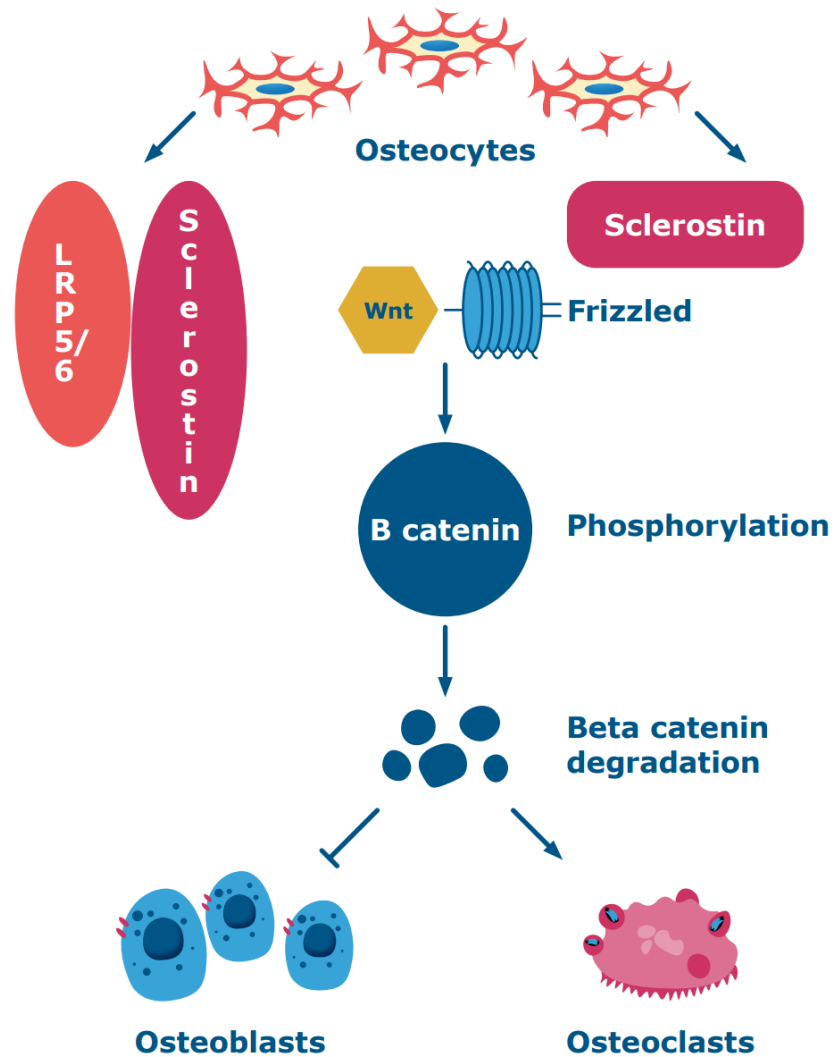 Osteocytes
LRP5/6
Sclerostin
Sclerostin
Wnt
Frizzled
B catenin
Phosphorylation
Beta catenin
degradation
Osteoblasts
Osteoclasts